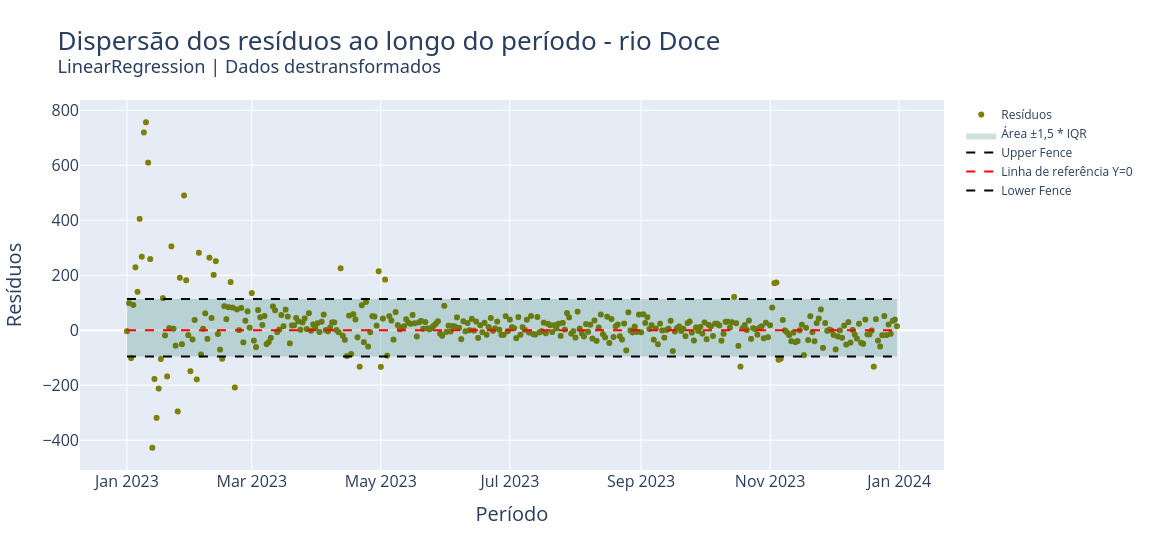 Dispersão dos resíduos ao longo do período - rio Doce
LinearRegression | Dados destransformados
800
600
400
200
0
−200
−400
Resíduos
Jan 2023
Mar 2023
May 2023
Jul 2023
Sep 2023
Nov 2023
Jan 2024
Período
Resíduos
Área ±1,5 * IQR
Upper Fence
Linha de referência Y=0
Lower Fence